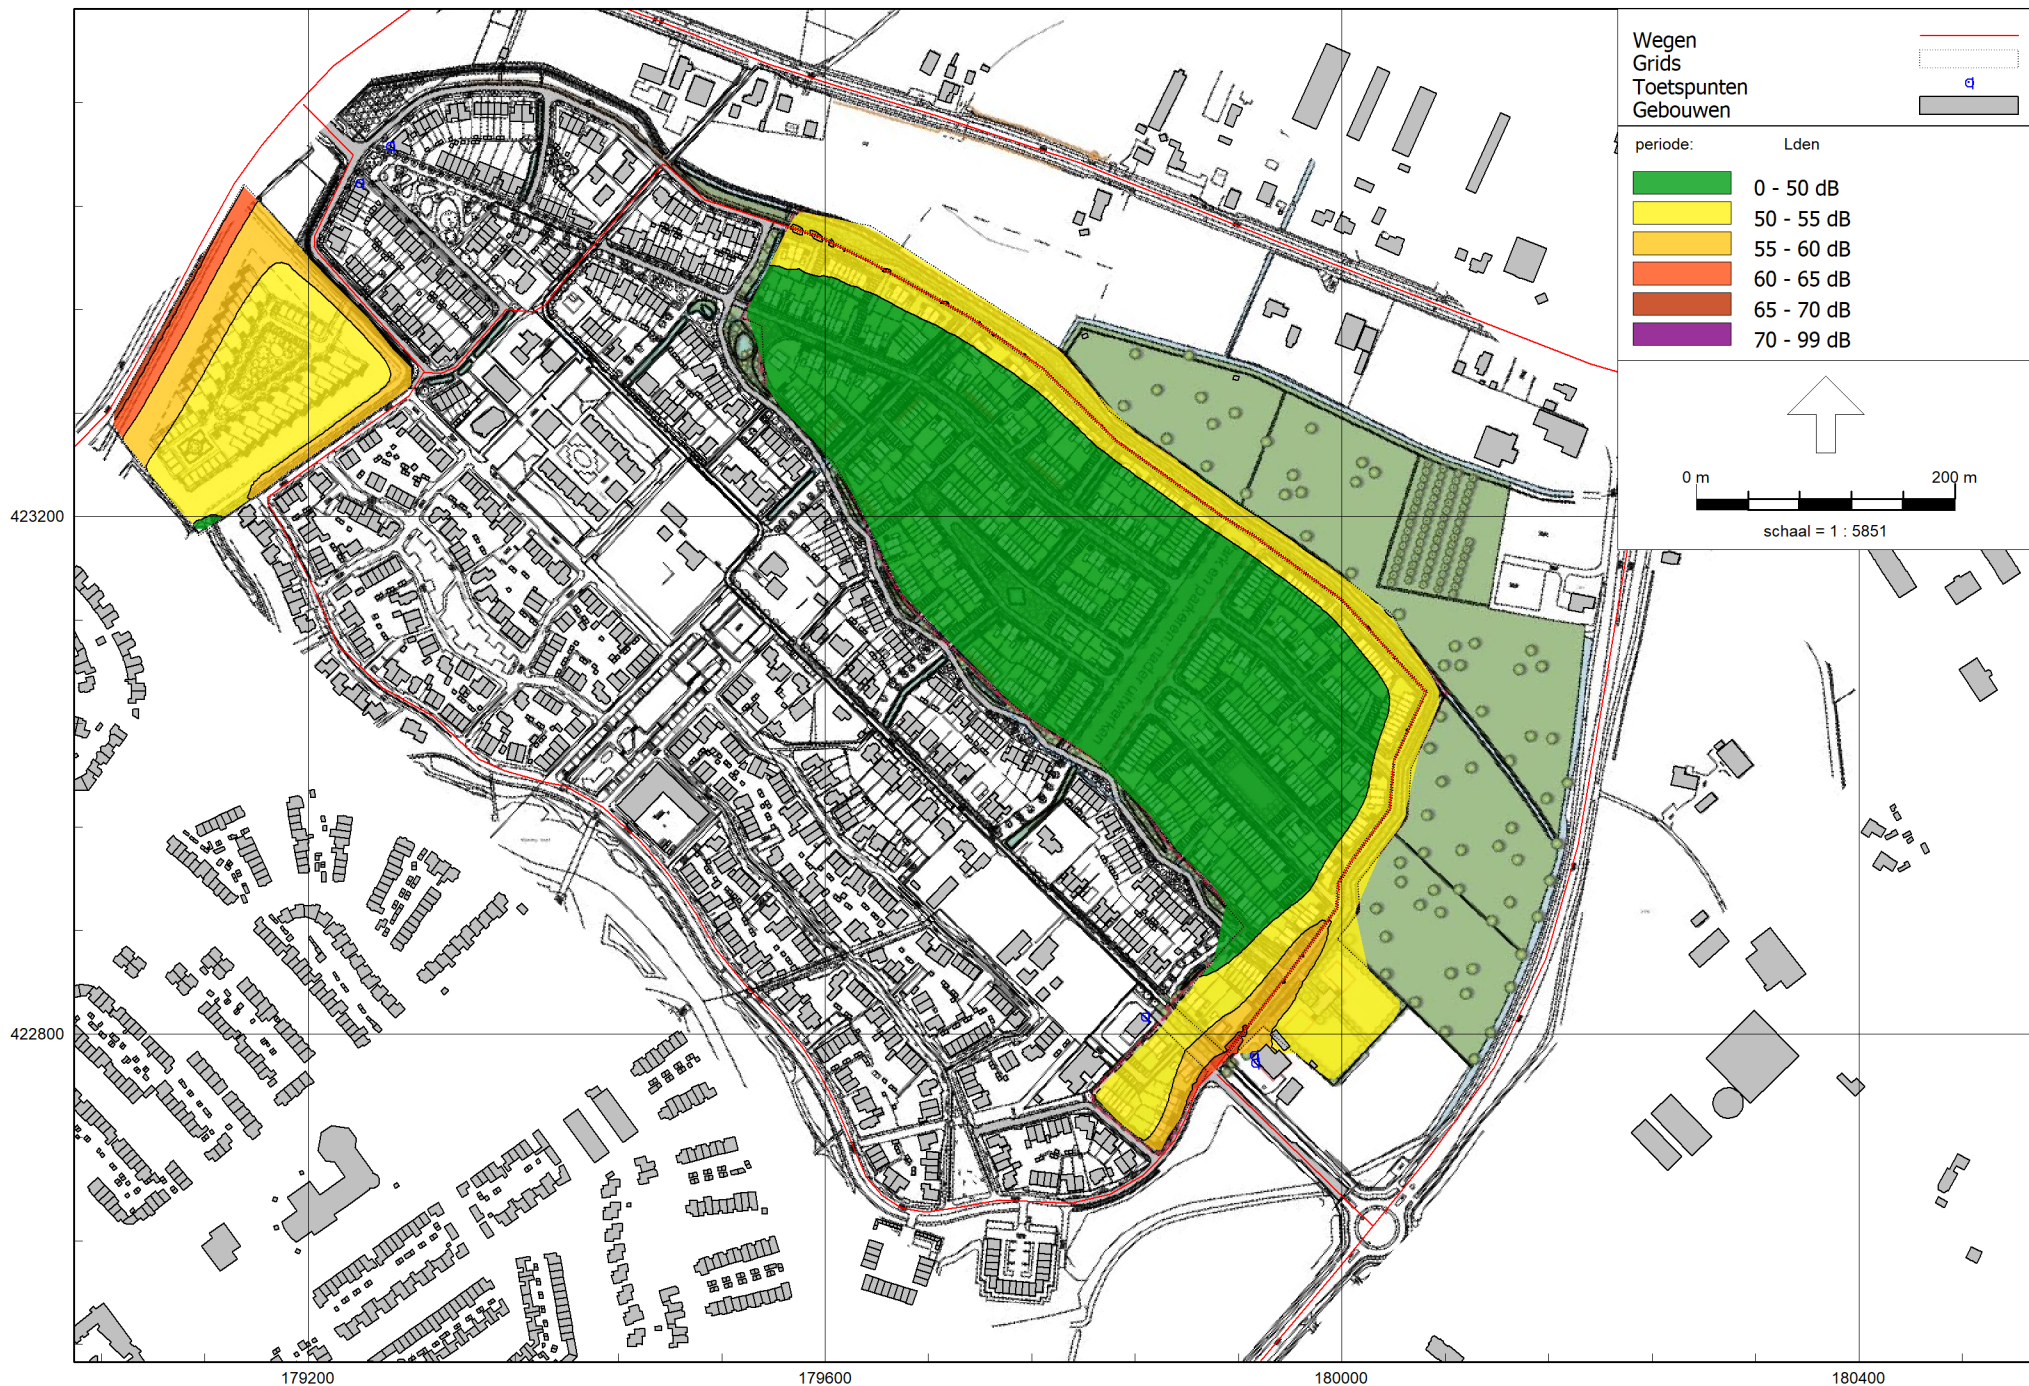 Wegen
Grids
Toetspunten
Gebouwen
periode: Lden
0 - 50 dB
50 - 55 dB
55 - 60 dB
60 - 65 dB
65 - 70 dB
70 - 99 dB
0 m 200 m
schaal = 1 : 5851
423200
422800
179200 179600 180000 180400